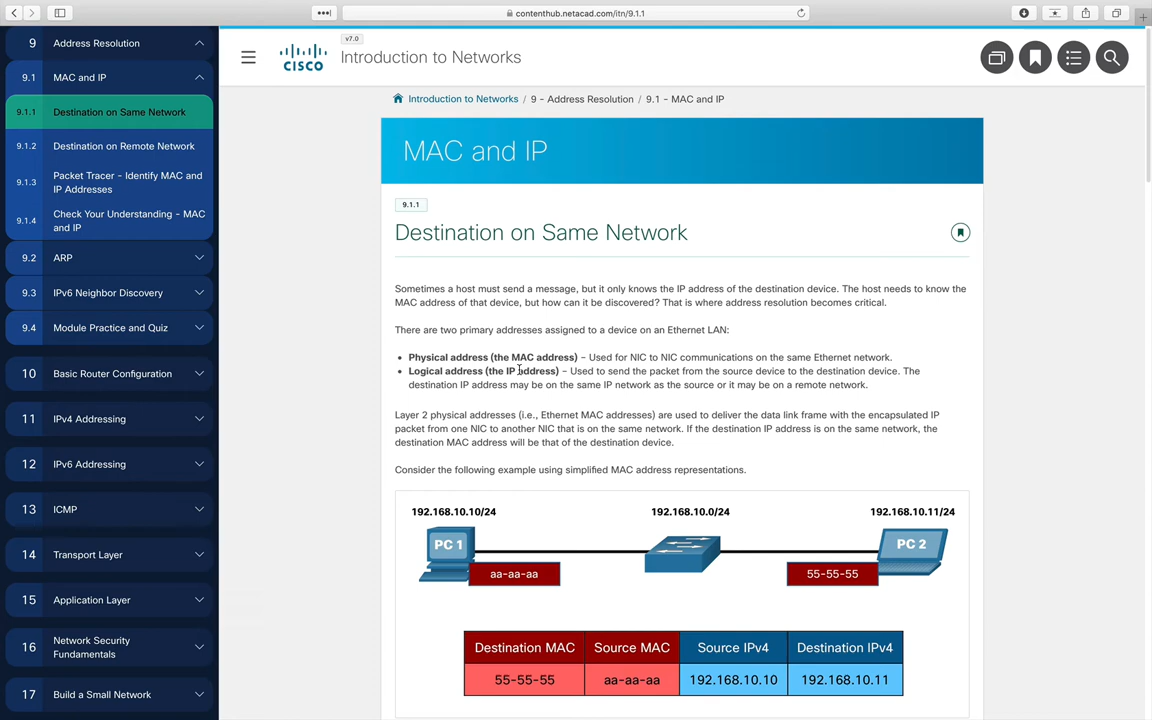 contenthub.netacad.com/itn/9.1.1
9 Address Resolution
9.1 MAC and IP
9.1.1 Destination on Same Network
9.1.2 Destination on Remote Network
9.1.3 Packet Tracer – Identify MAC and
IP Addresses
9.1.4 Check Your Understanding - MAC
and IP
9.2 ARP
9.3 IPv6 Neighbor Discovery
9.4 Module Practice and Quiz
10 Basic Router Configuration
11 IPv4 Addressing
12 IPv6 Addressing
13 ICMP
14 Transport Layer
15 Application Layer
16 Network Security
Fundamentals
17 Build a Small Network
CISCO
v7.0
Introduction to Networks
Introduction to Networks / 9 - Address Resolution / 9.1 - MAC and IP
MAC and IP
9.1.1
Destination on Same Network
Sometimes a host must send a message, but it only knows the IP address of the destination device. The host needs to know the
MAC address of that device, but how can it be discovered? That is where address resolution becomes critical.
There are two primary addresses assigned to a device on an Ethernet LAN:
• Physical address (the MAC address) – Used for NIC to NIC communications on the same Ethernet network.
• Logical address (the IP address) – Used to send the packet from the source device to the destination device. The
destination IP address may be on the same IP network as the source or it may be on a remote network.
Layer 2 physical addresses (i.e., Ethernet MAC addresses) are used to deliver the data link frame with the encapsulated IP
packet from one NIC to another NIC that is on the same network. If the destination IP address is on the same network, the
destination MAC address will be that of the destination device.
Consider the following example using simplified MAC address representations.
192.168.10.10/24 192.168.10.0/24 192.168.10.11/24
PC 1 PC 2
aa-aa-aa 55-55-55
Destination MAC Source MAC Source IPv4 Destination IPv4
55-55-55 aa-aa-aa 192.168.10.10 192.168.10.11